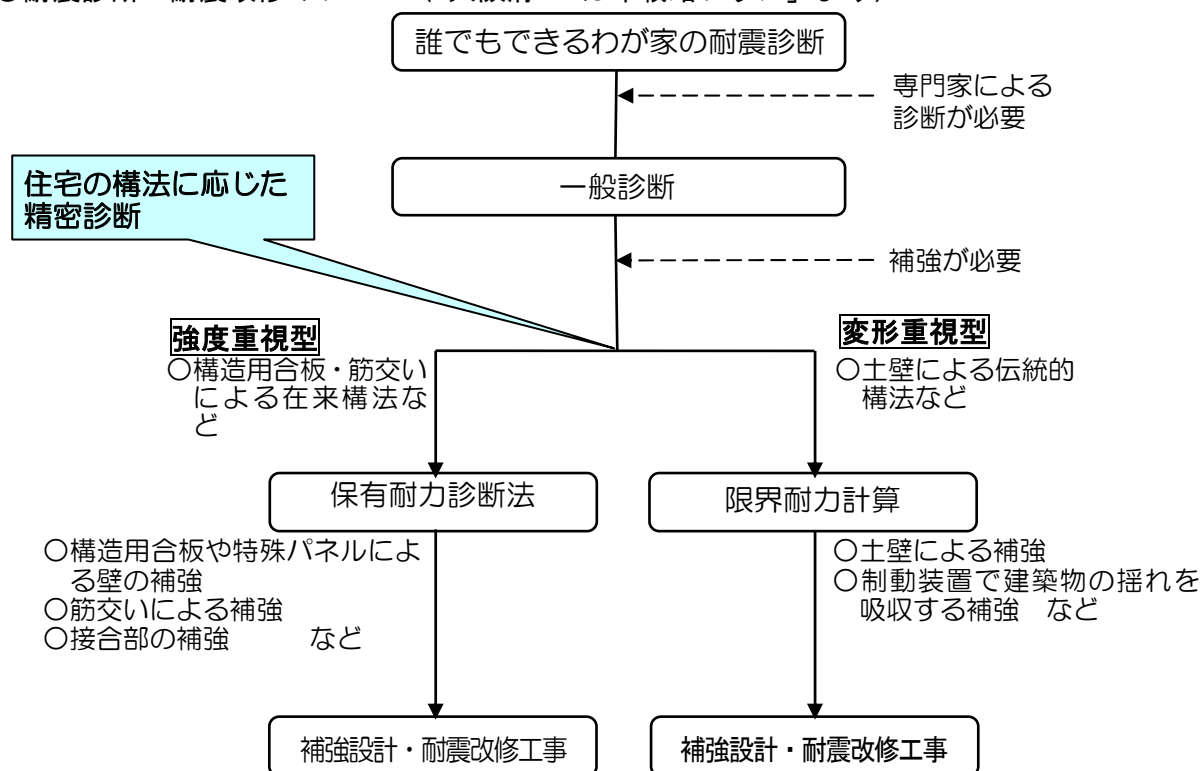 誰でもできるわが家の耐震診断
専門家による
診断が必要
一般診断
住宅の構法に応じた
精密診断
補強が必要
強度重視型
○構造用合板・筋交い
による在来構法な
ど
変形重視型
○土壁による伝統的
構法など
保有耐力診断法
限界耐力計算
○構造用合板や特殊パネルによ
る壁の補強
○筋交いによる補強
○接合部の補強　　など
○土壁による補強
○制動装置で建築物の揺れを
吸収する補強　など
補強設計・耐震改修工事
補強設計・耐震改修工事